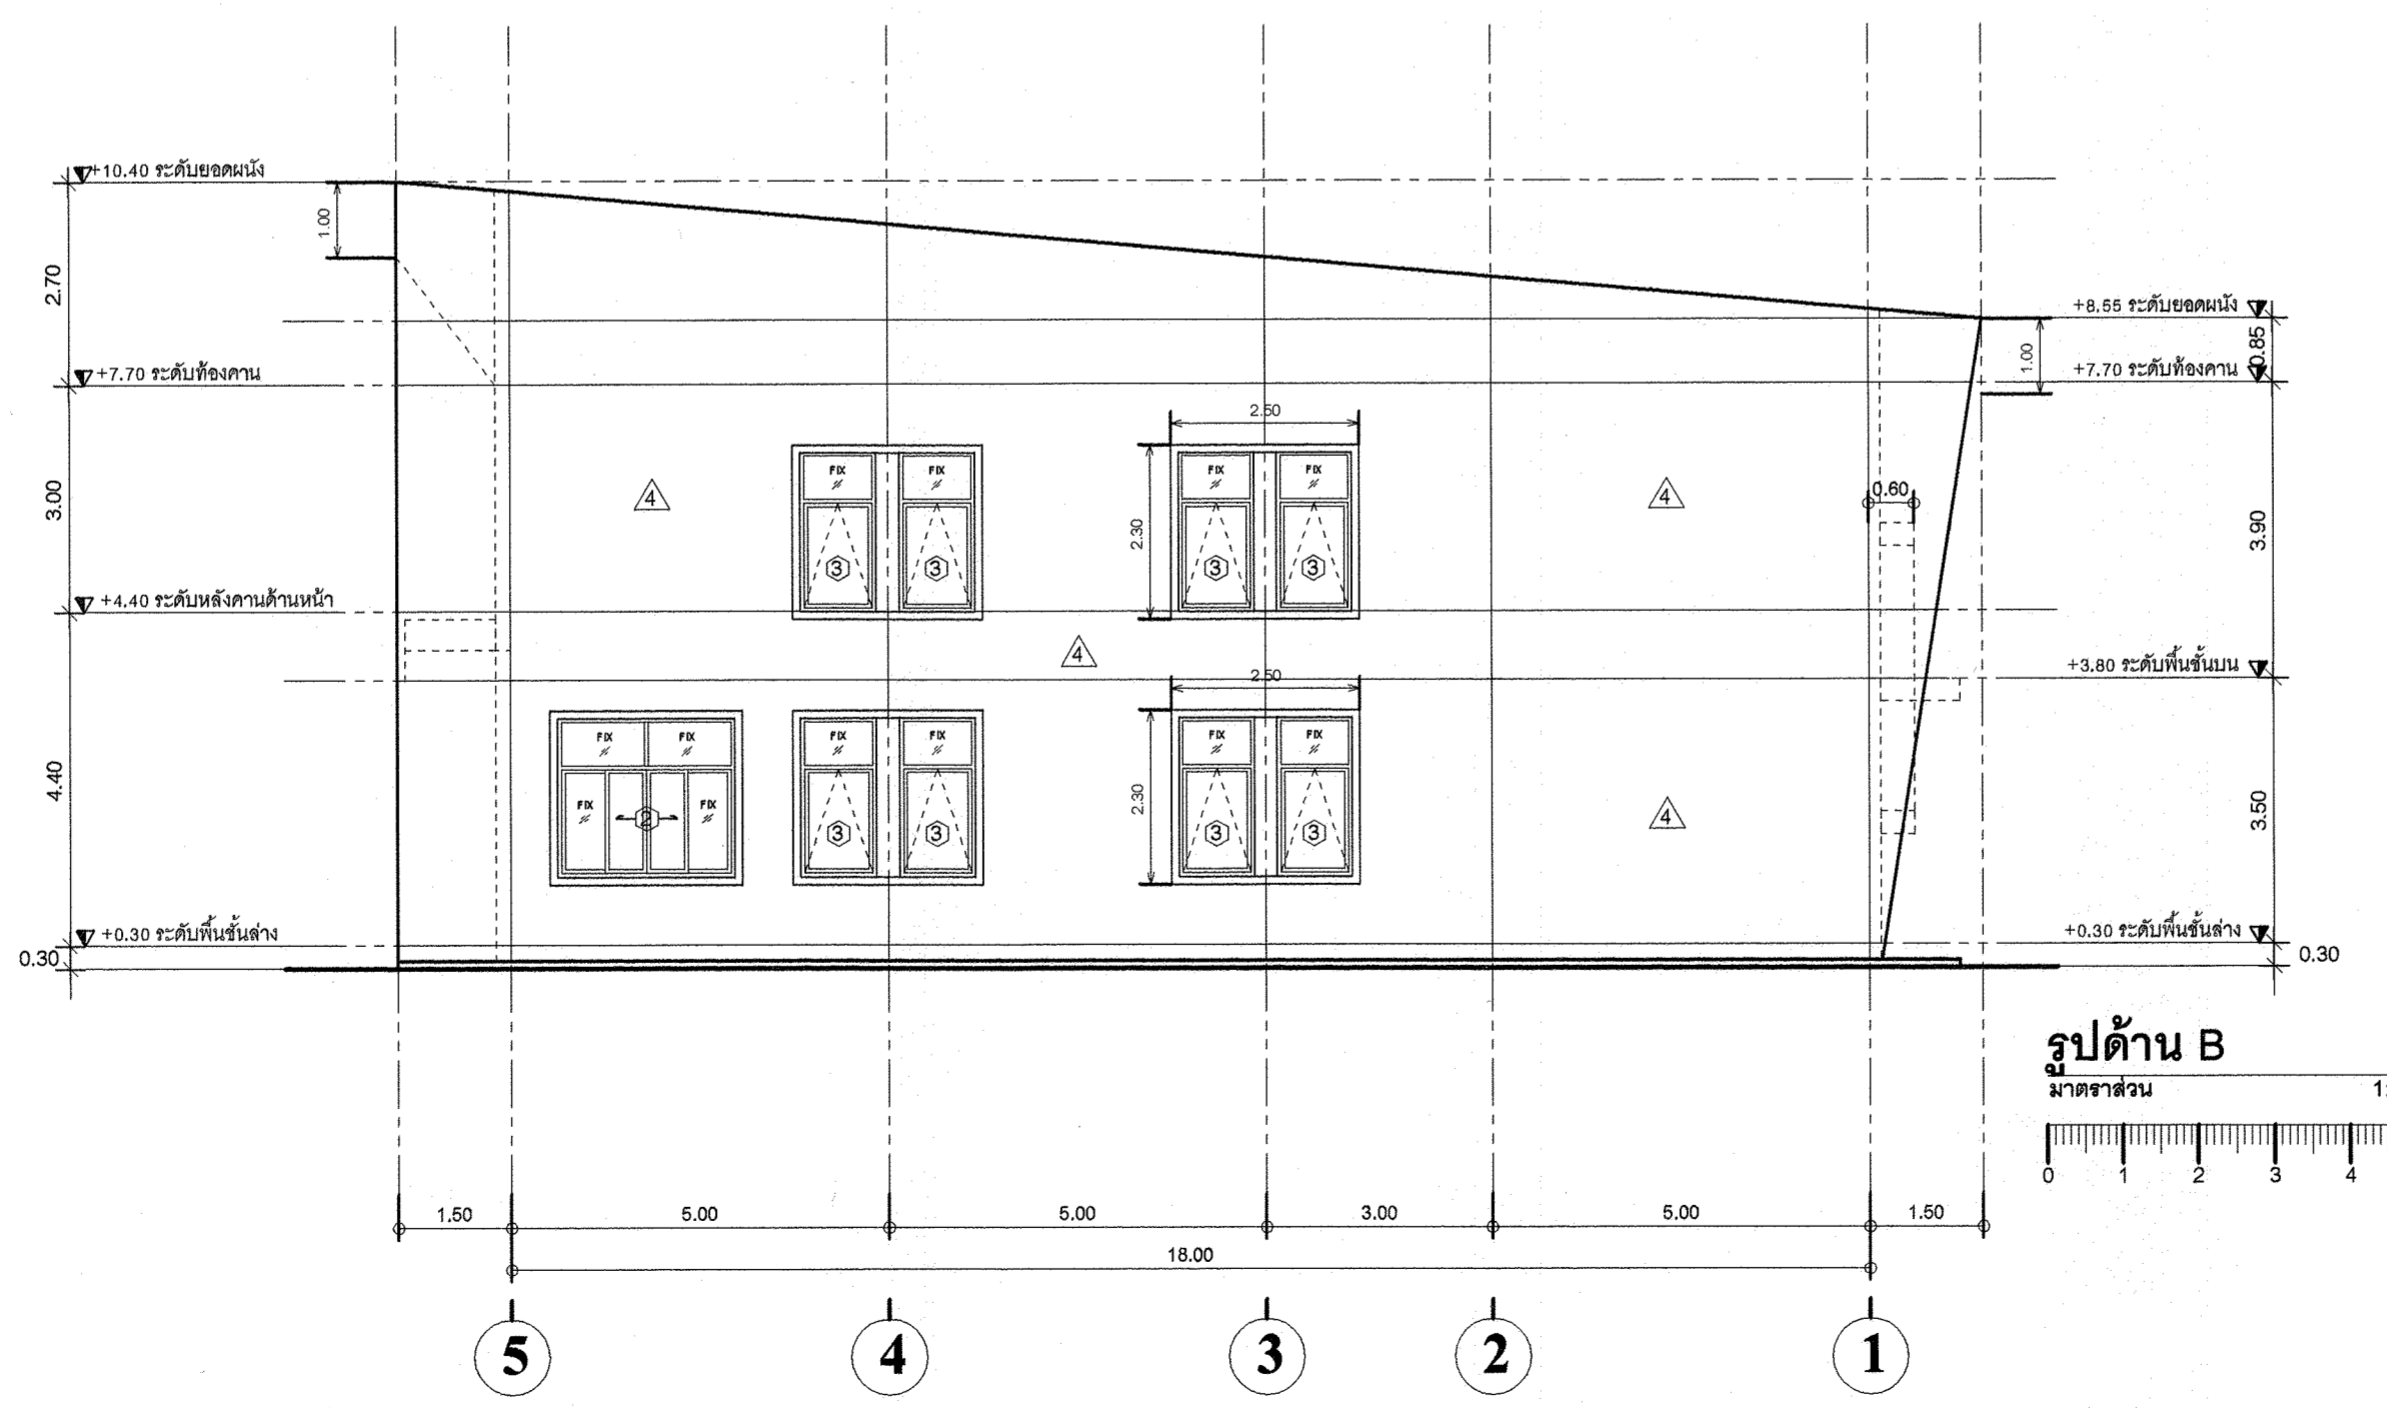 +10.40 ระดับยอดผนัง
1.00
2.70
+8.55 ระดับยอดผนัง
0.85
1.00
+7.70 ระดับท้องคาน
+7.70 ระดับท้องคาน
2.50
FIX FIX FIX FIX
4 4
0.60
3.00
2.30
3.90
3 3 3 3
+4.40 ระดับหลังคานด้านหน้า
4
+3.80 ระดับพื้นชั้นบน
2.50
FIX FIX FIX FIX FIX FIX
4.40
2.30
3.50
FIX 2 FIX
3 3 3 3
4
+0.30 ระดับพื้นชั้นล่าง
+0.30 ระดับพื้นชั้นล่าง
0.30
0.30
รูปด้าน B
มาตราส่วน 1:
0 1 2 3 4
1.50 5.00 5.00 3.00 5.00 1.50
18.00
5 4 3 2 1